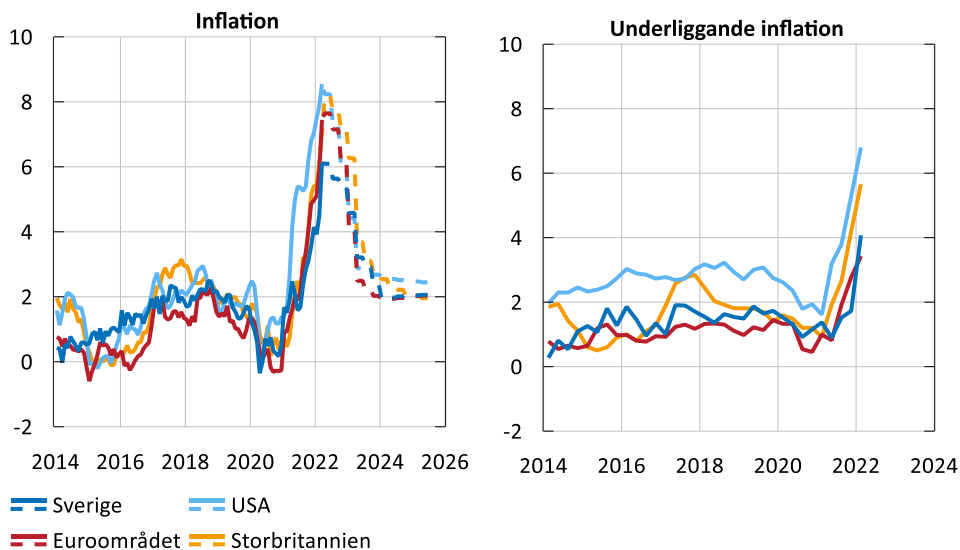 Inflation
10
8
6
4
2
0
-2
2014 2016 2018 2020 2022 2024 2026
Underliggande inflation
10
8
6
4
2
0
-2
2014 2016 2018 2020 2022 2024
Sverige
USA
Euroområdet
Storbritannien